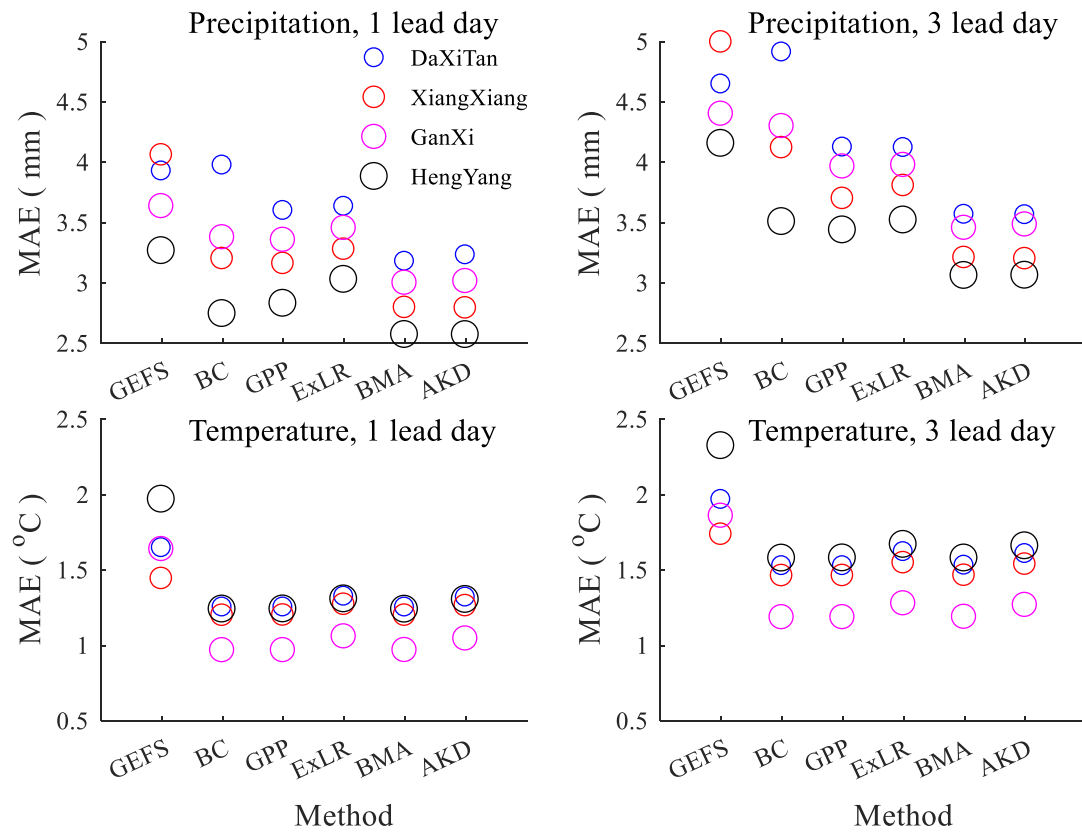 Precipitation, 1 lead day
DaXiTan
XiangXiang
GanXi
HengYang
MAE ( mm )
5
4.5
4
3.5
3
2.5
GEFS
BC
GPP
ExLR
BMA
AKD
Precipitation, 3 lead day
MAE ( mm )
5
4.5
4
3.5
3
2.5
GEFS
BC
GPP
ExLR
BMA
AKD
Temperature, 1 lead day
MAE ( °C )
2.5
2
1.5
1
0.5
GEFS
BC
GPP
ExLR
BMA
AKD
Method
Temperature, 3 lead day
MAE ( °C )
2.5
2
1.5
1
0.5
GEFS
BC
GPP
ExLR
BMA
AKD
Method